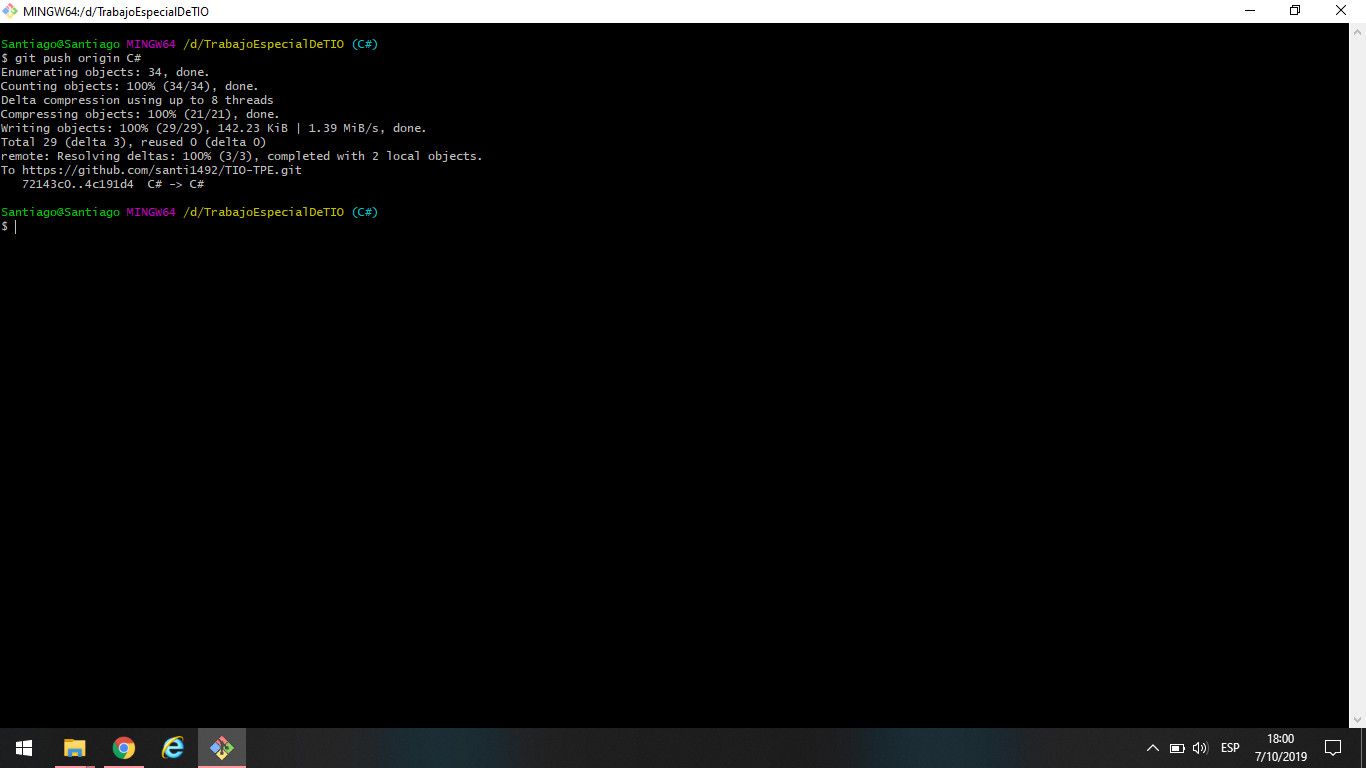 MINGW64:/d/TrabajoEspecialDeTIO
Santiago@Santiago MINGW64 /d/TrabajoEspecialDeTIO (C#)
$ git push origin C#
Enumerating objects: 34, done.
Counting objects: 100% (34/34), done.
Delta compression using up to 8 threads
Compressing objects: 100% (21/21), done.
Writing objects: 100% (29/29), 142.23 KiB | 1.39 MiB/s, done.
Total 29 (delta 3), reused 0 (delta 0)
remote: Resolving deltas: 100% (3/3), completed with 2 local objects.
To https://github.com/santi1492/TIO-TPE.git
   72143c0..4c191d4  C# -> C#
Santiago@Santiago MINGW64 /d/TrabajoEspecialDeTIO (C#)
$
ESP
18:00
7/10/2019